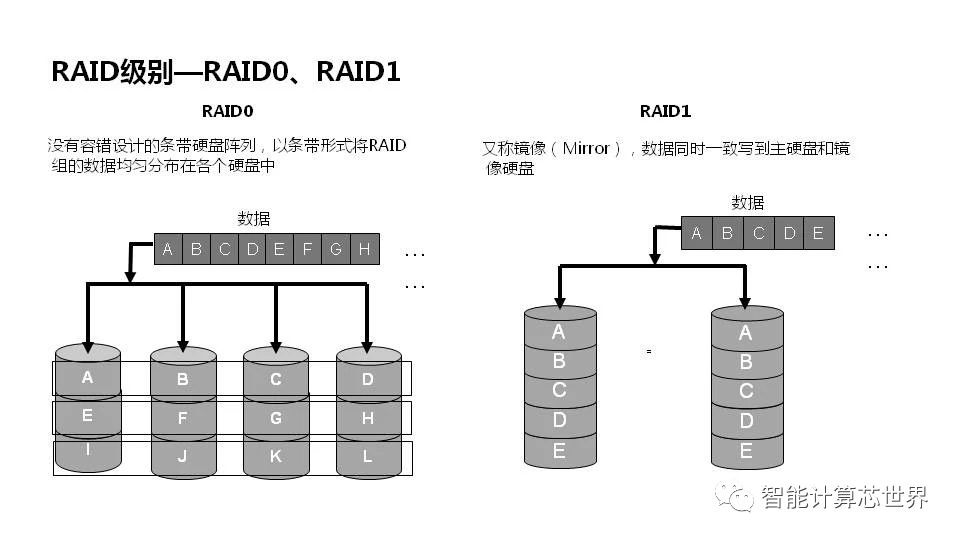 RAID级别—RAID0、RAID1
RAID0
没有容错设计的条带硬盘阵列，以条带形式将RAID
组的数据均匀分布在各个硬盘中
数据
A B C D E F G H ...
...
A B C D
E F G H
I J K L
RAID1
又称镜像（Mirror），数据同时一致写到主硬盘和镜
像硬盘
数据
A B C D E ...
...
A A
B = B
C C
D D
E E
智能计算芯世界